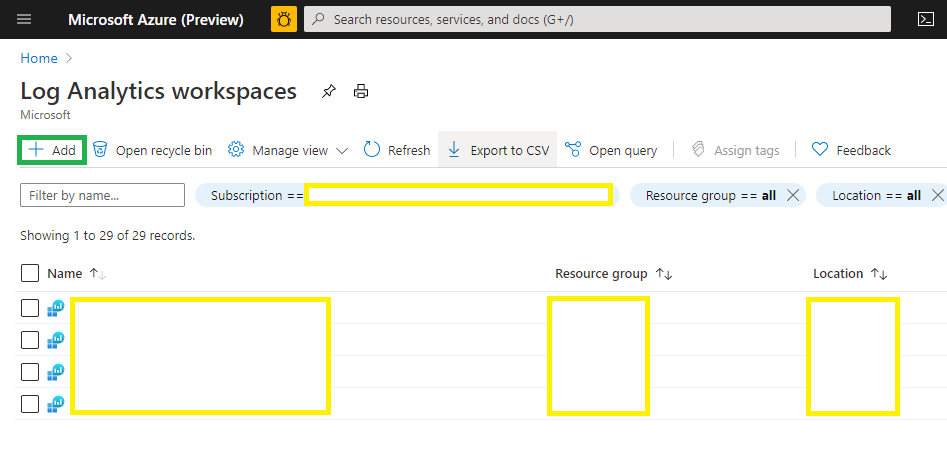 Microsoft Azure (Preview) Search resources, services, and docs (G+/)
Home
Log Analytics workspaces
Microsoft
Add Open recycle bin Manage view Refresh Export to CSV Open query Assign tags Feedback
Filter by name... Subscription == Resource group == all Location == all
Showing 1 to 29 of 29 records.
Name Resource group Location